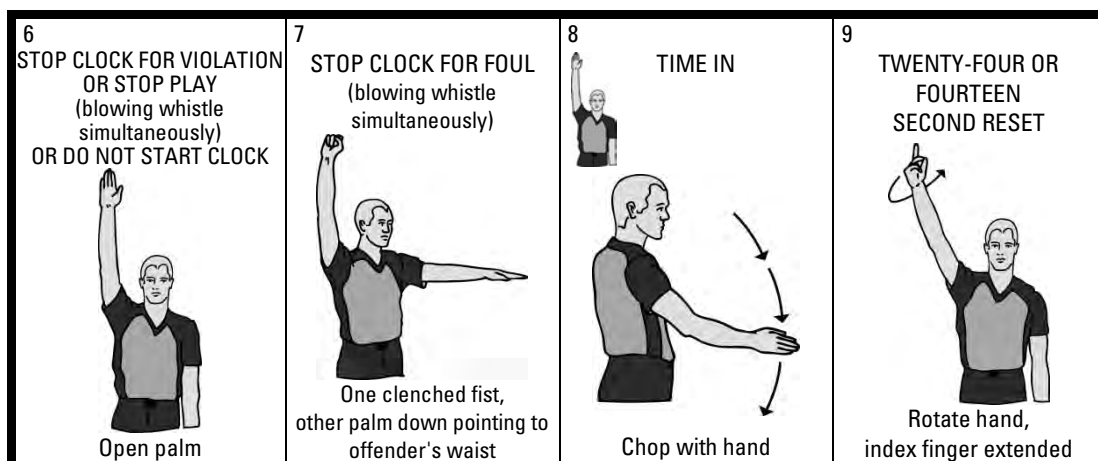 6
STOP CLOCK FOR VIOLATION
OR STOP PLAY
(blowing whistle
simultaneously)
OR DO NOT START CLOCK
Open palm
7
STOP CLOCK FOR FOUL
(blowing whistle
simultaneously)
One clenched fist,
other palm down pointing to
offender's waist
8
TIME IN
Chop with hand
9
TWENTY-FOUR OR
FOURTEEN
SECOND RESET
Rotate hand,
index finger extended